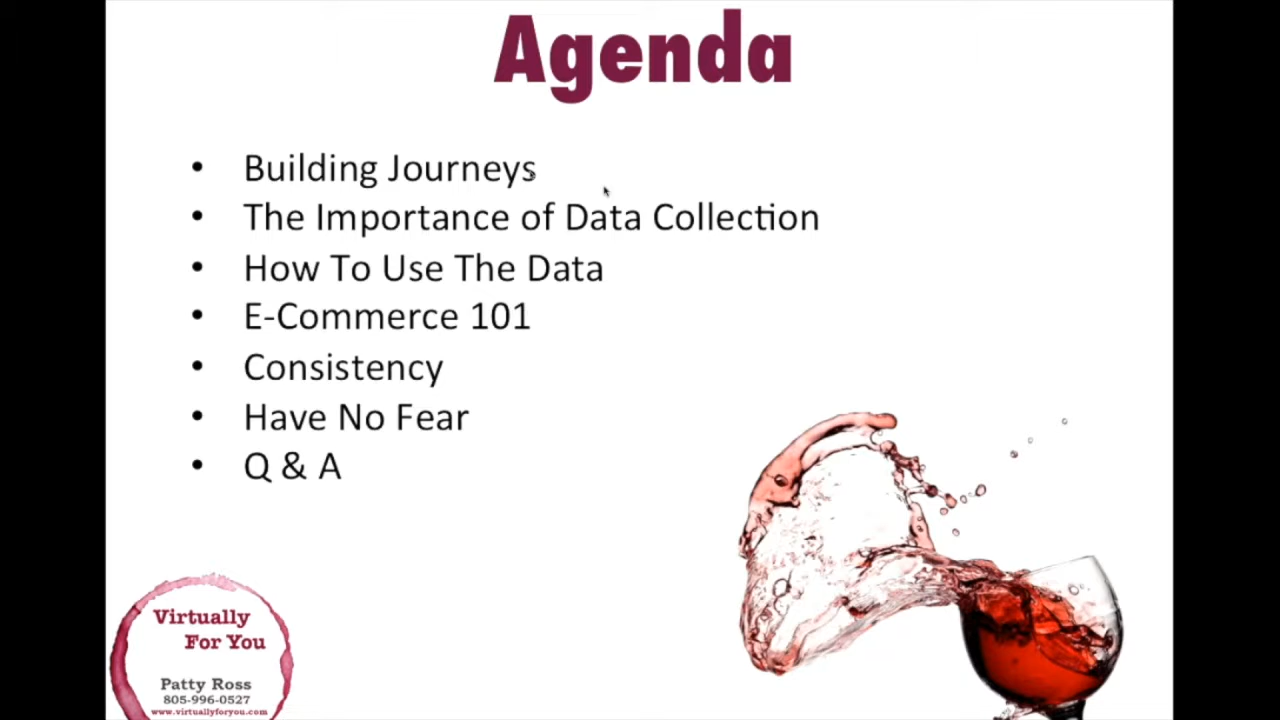 Agenda
• Building Journeys
• The Importance of Data Collection
• How To Use The Data
• E-Commerce 101
• Consistency
• Have No Fear
• Q & A
Virtually
For You
Patty Ross
805-996-0527
www.virtuallyforyou.com